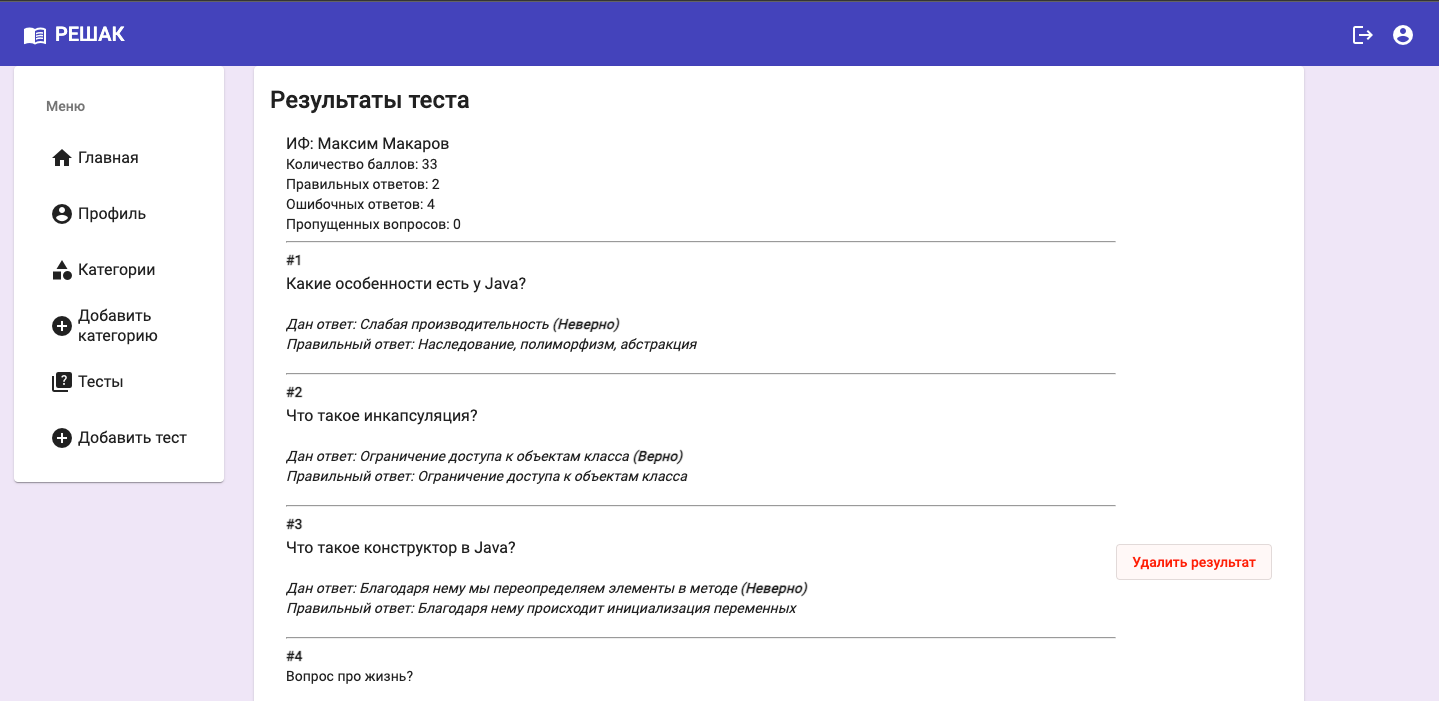 РЕШАК
Меню
Главная
Профиль
Категории
Добавить
категорию
Тесты
Добавить тест
Результаты теста
ИФ: Максим Макаров
Количество баллов: 33
Правильных ответов: 2
Ошибочных ответов: 4
Пропущенных вопросов: 0
#1
Какие особенности есть у Java?
Дан ответ: Слабая производительность (Неверно)
Правильный ответ: Наследование, полиморфизм, абстракция
#2
Что такое инкапсуляция?
Дан ответ: Ограничение доступа к объектам класса (Верно)
Правильный ответ: Ограничение доступа к объектам класса
#3
Что такое конструктор в Java?
Дан ответ: Благодаря нему мы переопределяем элементы в методе (Неверно)
Правильный ответ: Благодаря нему происходит инициализация переменных
#4
Вопрос про жизнь?
Удалить результат